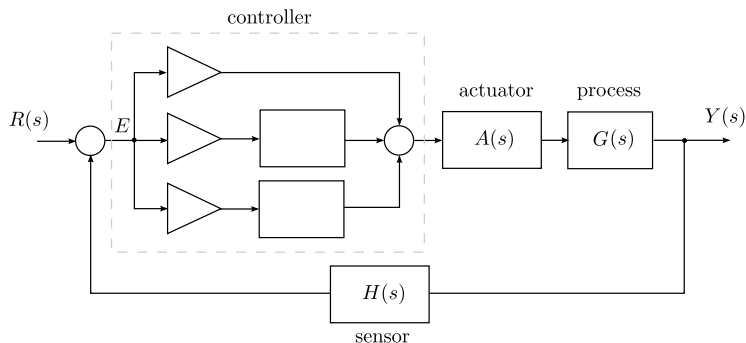 controller
actuator
process
R(s)
E
A(s)
G(s)
Y(s)
H(s)
sensor